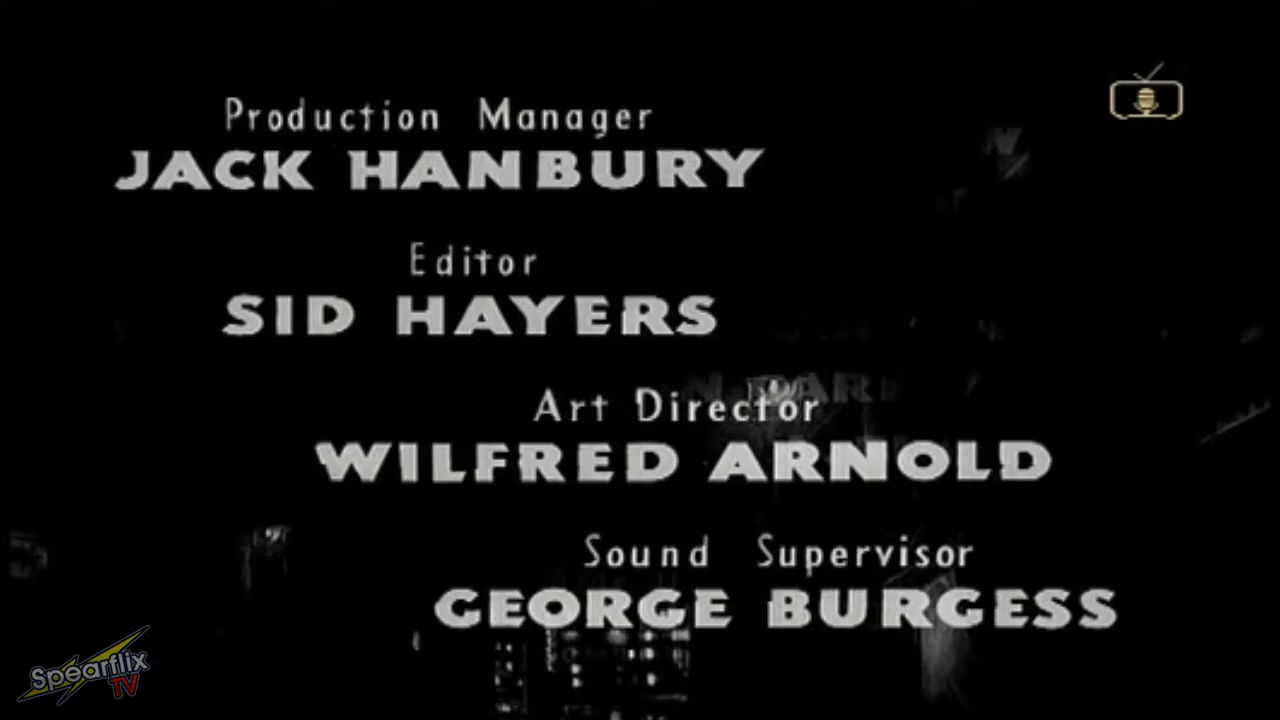 Production Manager
JACK HANBURY
Editor
SID HAYERS
Art Director
WILFRED ARNOLD
Sound Supervisor
GEORGE BURGESS
Spearflix
TV